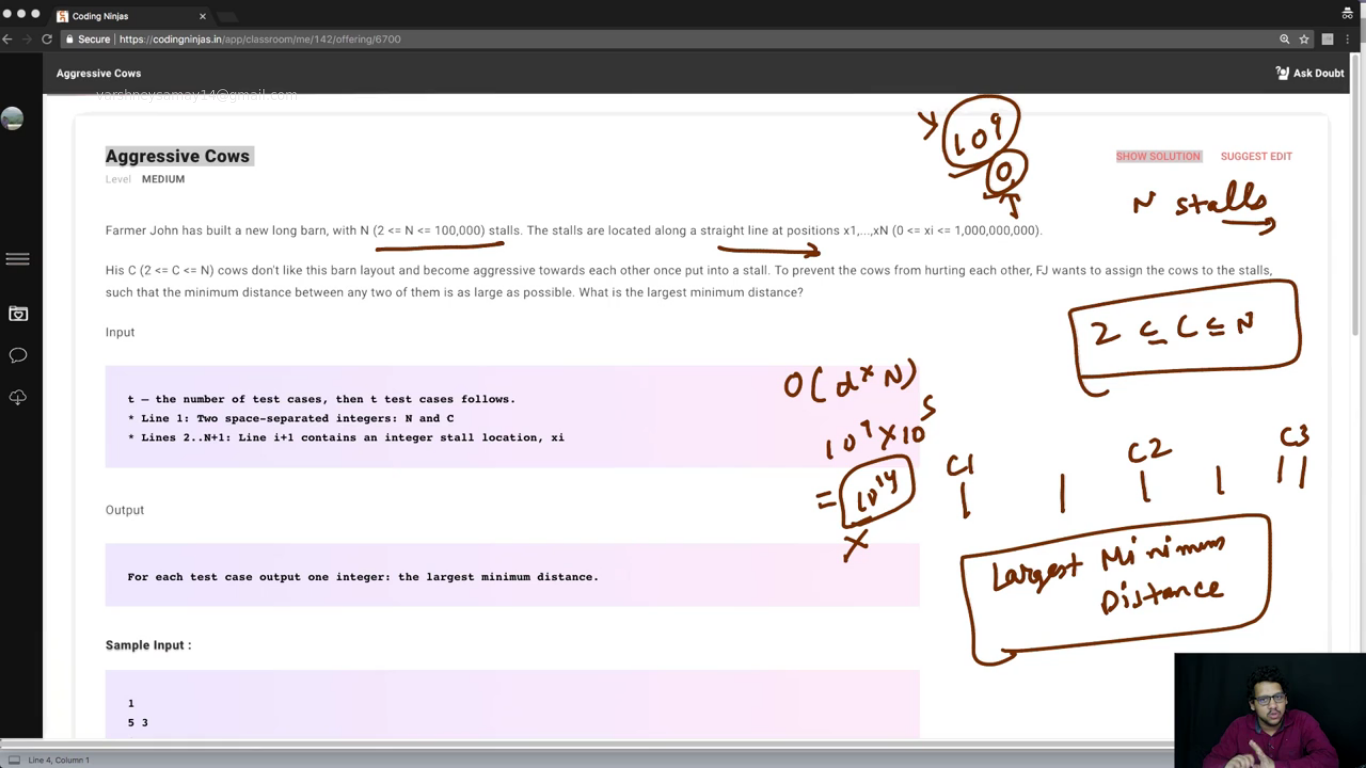 Coding Ninjas
Secure | https://codingninjas.in/app/classroom/me/142/offering/6700
Aggressive Cows
Ask Doubt
varshneysamay14@gmail.com
10^9
0
Aggressive Cows
SHOW SOLUTION SUGGEST EDIT
Level MEDIUM
N stalls
Farmer John has built a new long barn, with N (2 <= N <= 100,000) stalls. The stalls are located along a straight line at positions x1,...,xN (0 <= xi <= 1,000,000,000).
His C (2 <= C <= N) cows don't like this barn layout and become aggressive towards each other once put into a stall. To prevent the cows from hurting each other, FJ wants to assign the cows to the stalls,
such that the minimum distance between any two of them is as large as possible. What is the largest minimum distance?
2 ≤ C ≤ N
Input
O(d*N)
t – the number of test cases, then t test cases follows.
* Line 1: Two space-separated integers: N and C
* Lines 2..N+1: Line i+1 contains an integer stall location, xi
10^9 X 10^5
= 10^14
X
C1 C2 C3
Output
Largest Minimum
Distance
For each test case output one integer: the largest minimum distance.
Sample Input :
1
5 3
Line 4, Column 1